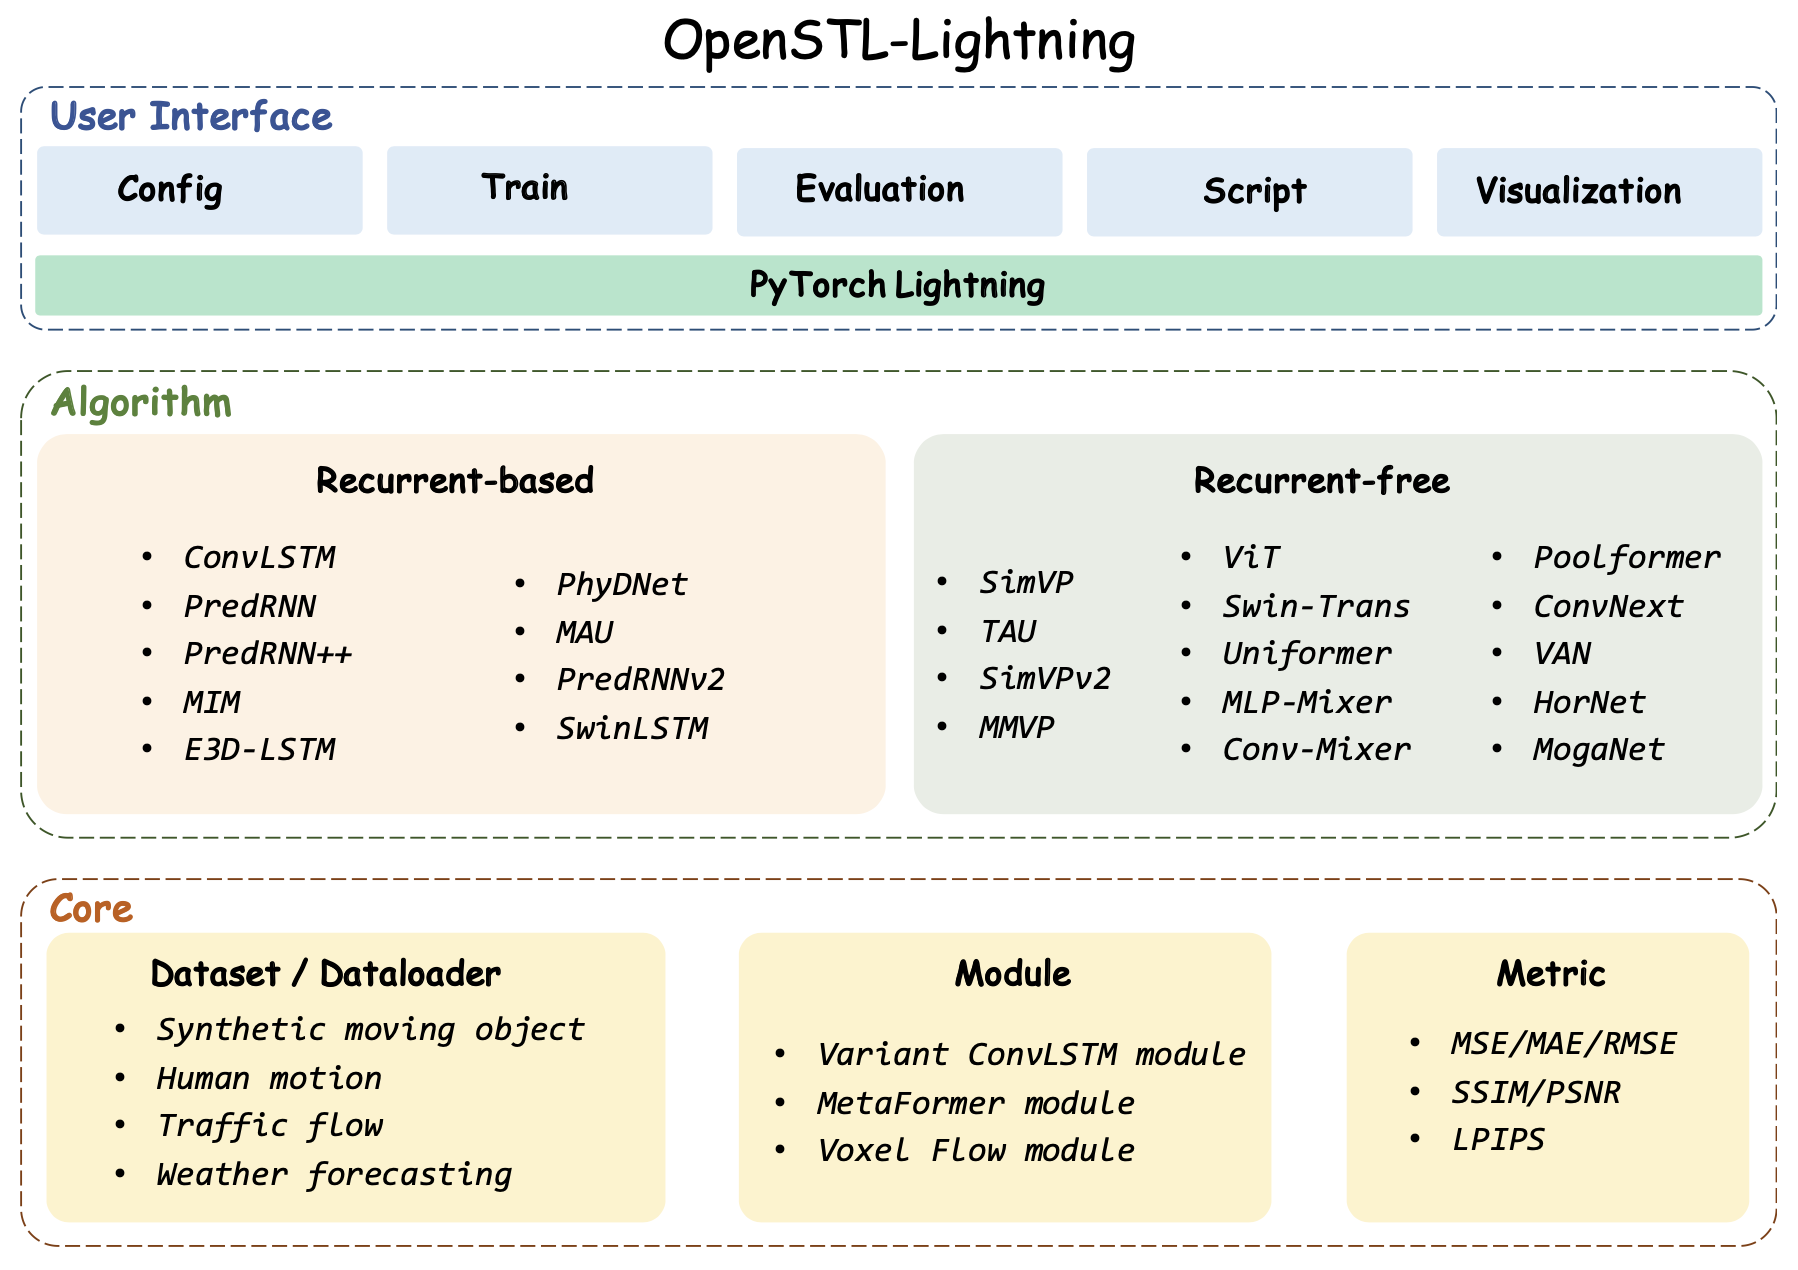 OpenSTL-Lightning
User Interface
Config
Train
Evaluation
Script
Visualization
PyTorch Lightning
Algorithm
Recurrent-based
• ConvLSTM
• PredRNN
• PredRNN++
• MIM
• E3D-LSTM
• PhyDNet
• MAU
• PredRNNv2
• SwinLSTM
Recurrent-free
• SimVP
• TAU
• SimVPv2
• MMVP
• ViT
• Swin-Trans
• Uniformer
• MLP-Mixer
• Conv-Mixer
• Poolformer
• ConvNext
• VAN
• HorNet
• MogaNet
Core
Dataset / Dataloader
• Synthetic moving object
• Human motion
• Traffic flow
• Weather forecasting
Module
• Variant ConvLSTM module
• MetaFormer module
• Voxel Flow module
Metric
• MSE/MAE/RMSE
• SSIM/PSNR
• LPIPS